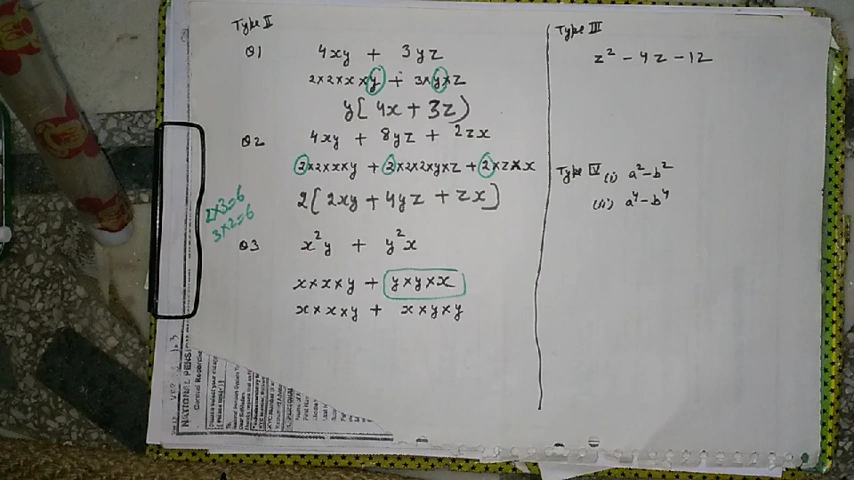 Type II
Q1 4xy + 3yz
2×2×x×y + 3×y×z
y[4x+3z)
Q2 4xy + 8yz + 2zx
2×2×x×y + 2×2×2×y×z + 2×z×x
2[2xy+4yz+zx]
2×3=6
3×2=6
Q3 x²y + y²x
x×x×y + y×y×x
x×x×y + x×y×y
Type III
z² - 4z - 12
Type IV (i) a²-b²
(ii) a⁴-b⁴
NATIONAL PENS